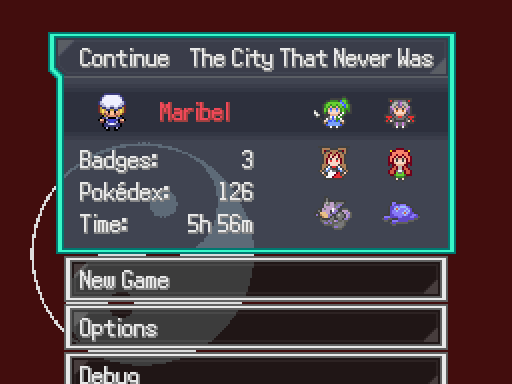 Continue The City That Never Was
Maribel
Badges: 3
Pokédex: 126
Time: 5h 56m
New Game
Options
Debug